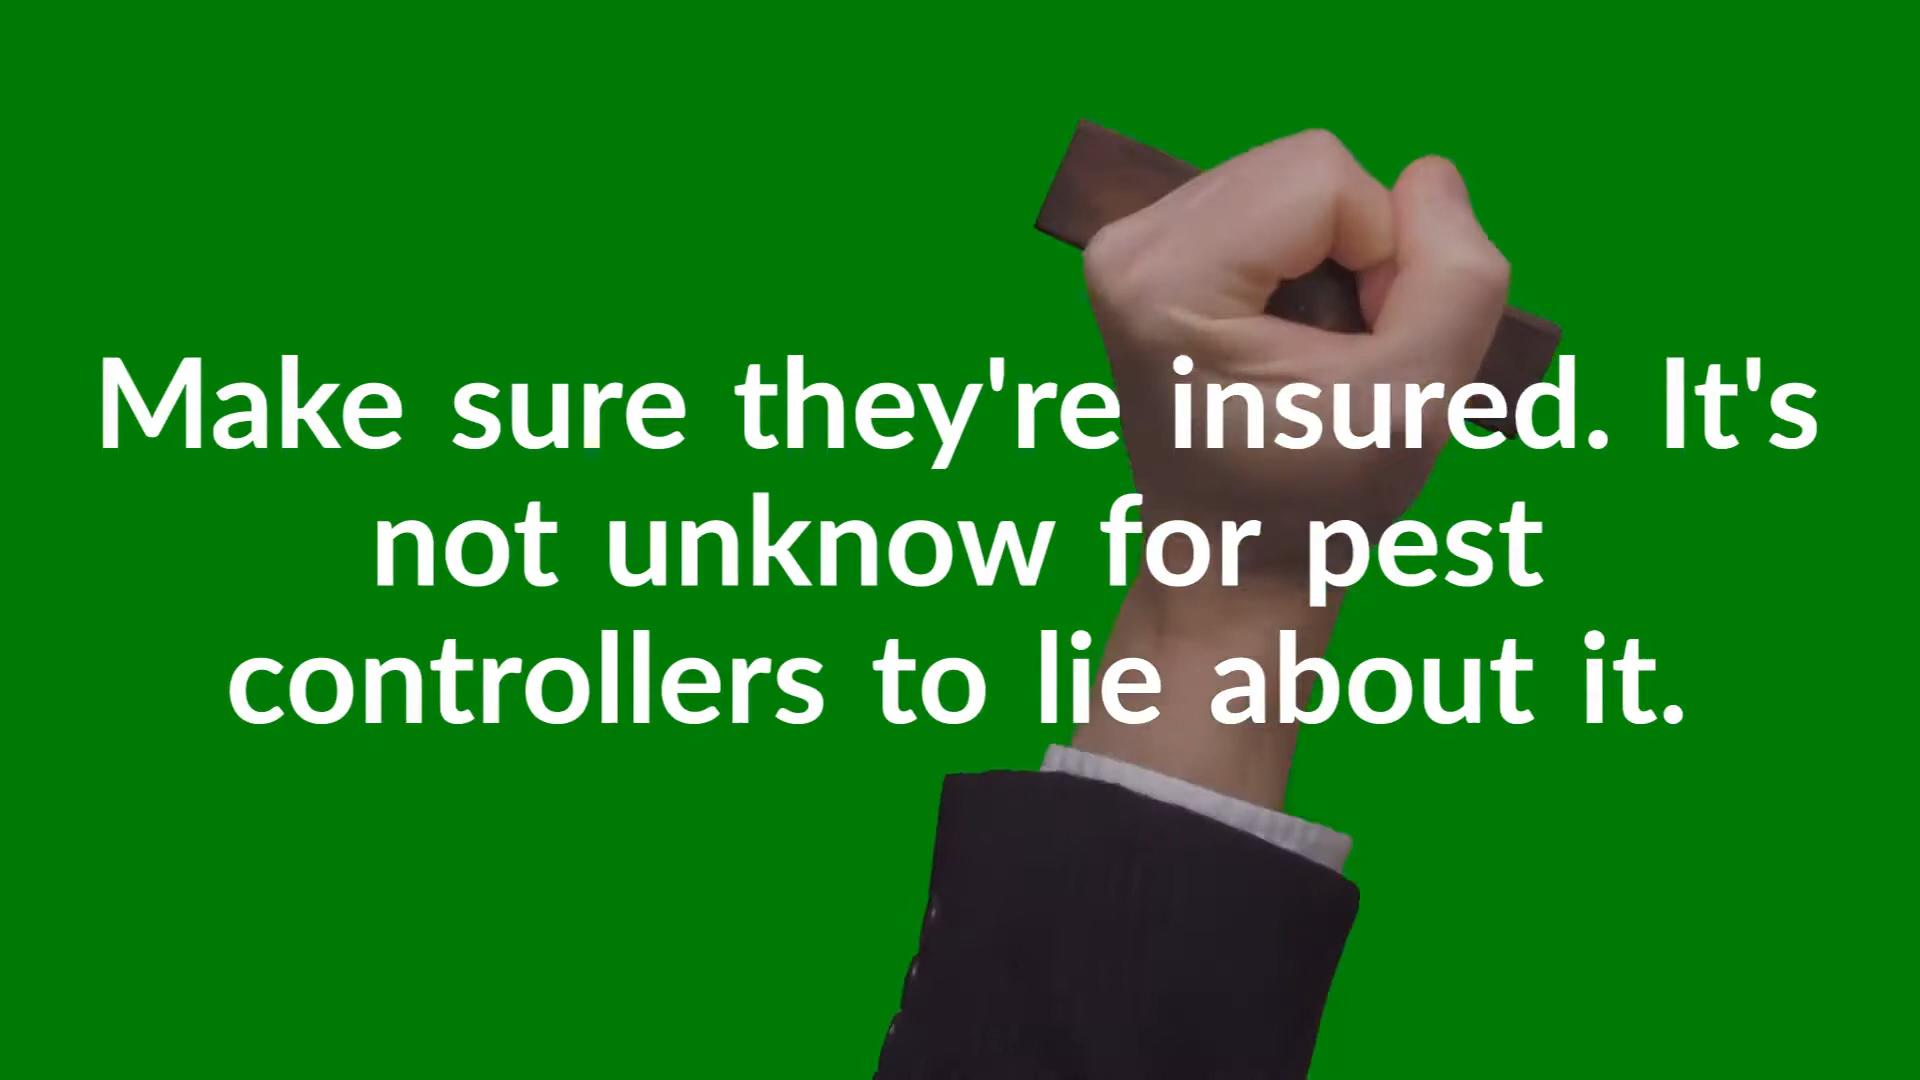 Make sure they're insured. It's
not unknow for pest
controllers to lie about it.